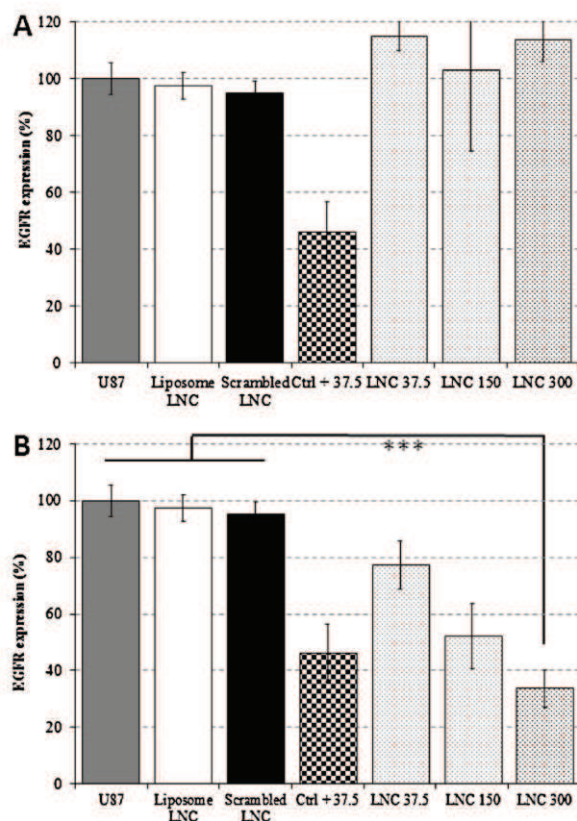 A
EGFR expression (%)
120
100
80
60
40
20
0
U87
Liposome
LNC
Scrambled
LNC
Ctrl + 37.5
LNC 37.5
LNC 150
LNC 300
B
***
EGFR expression (%)
120
100
80
60
40
20
0
U87
Liposome
LNC
Scrambled
LNC
Ctrl + 37.5
LNC 37.5
LNC 150
LNC 300